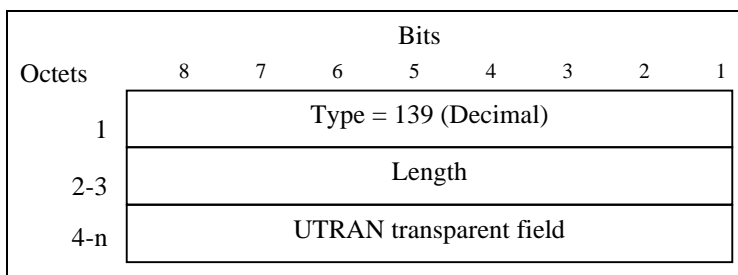 Bits
Octets 8 7 6 5 4 3 2 1
1 Type = 139 (Decimal)
2-3 Length
4-n UTRAN transparent field